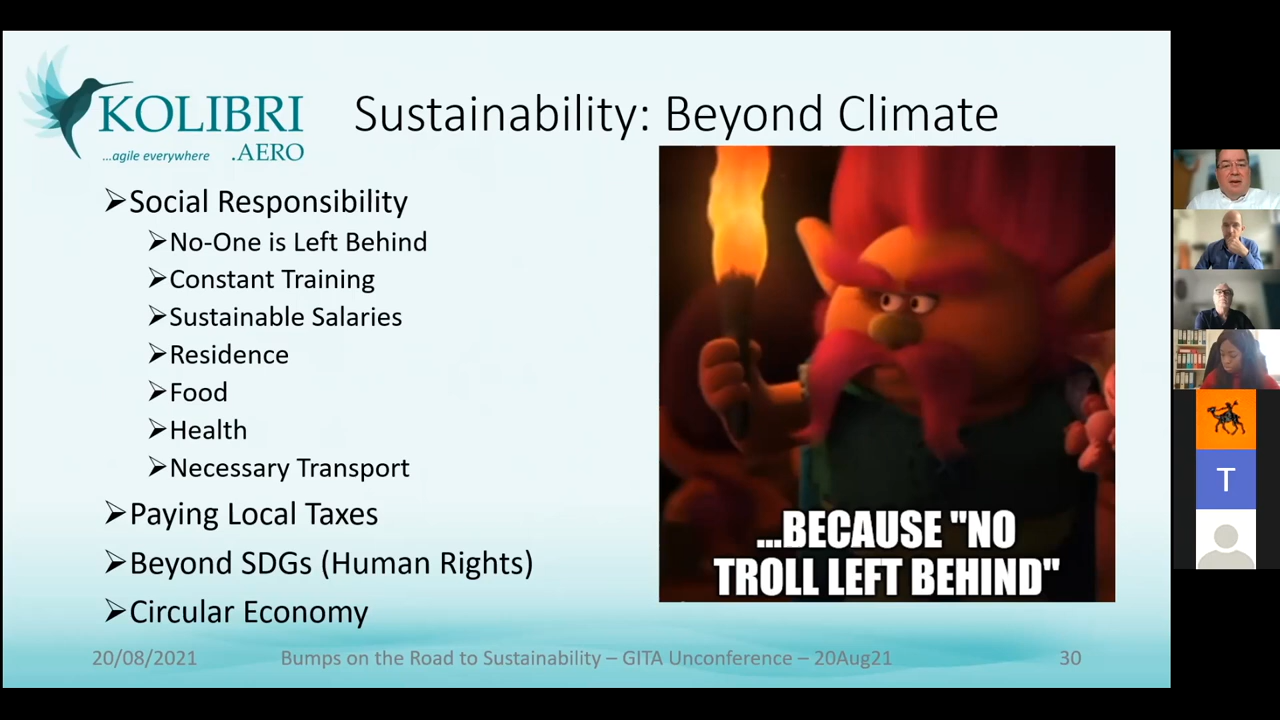 KOLIBRI
...agile everywhere .AERO
Sustainability: Beyond Climate
➢Social Responsibility
➢No-One is Left Behind
➢Constant Training
➢Sustainable Salaries
➢Residence
➢Food
➢Health
➢Necessary Transport
➢Paying Local Taxes
➢Beyond SDGs (Human Rights)
➢Circular Economy
...BECAUSE "NO
TROLL LEFT BEHIND"
20/08/2021
Bumps on the Road to Sustainability – GITA Unconference – 20Aug21
30
T